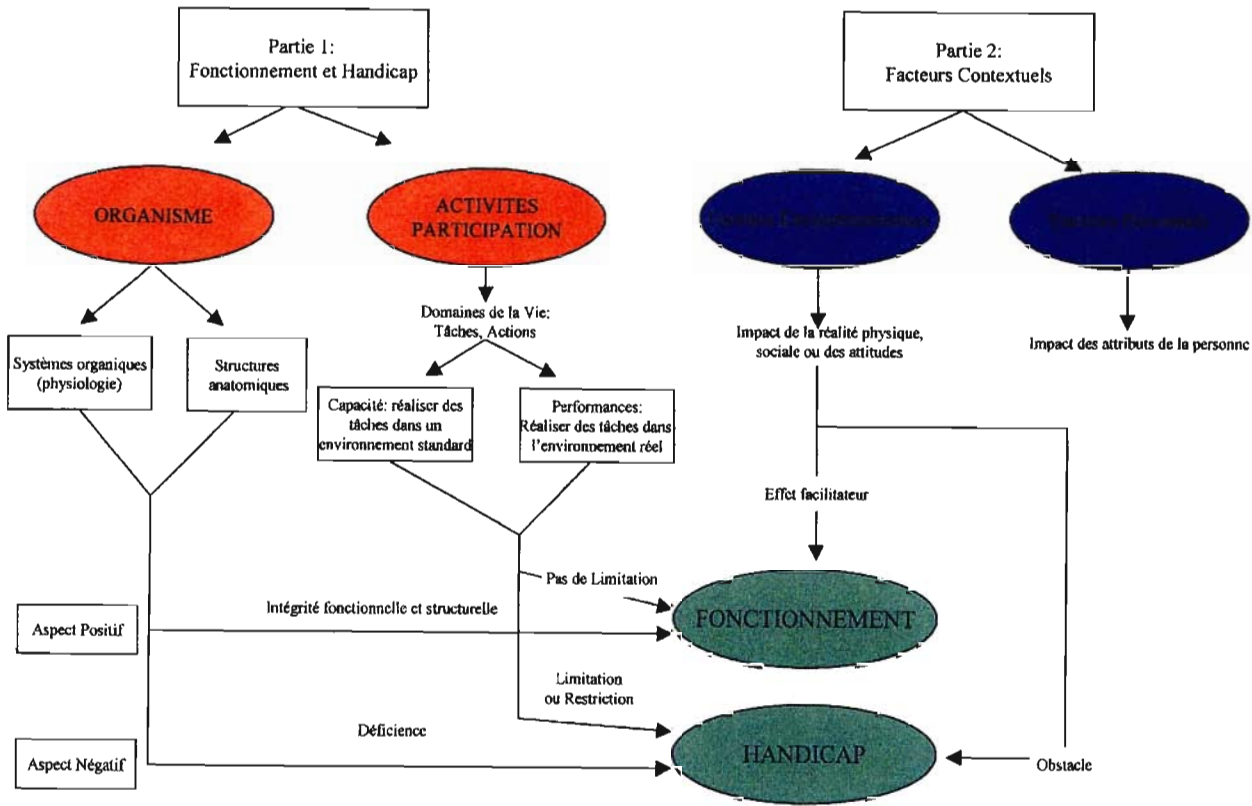 Partie 1:
Fonctionnement et Handicap
Partie 2:
Facteurs Contextuels
ORGANISME
ACTIVITES
PARTICIPATION
Domaines de la Vie:
Tâches, Actions
Impact de la réalité physique,
sociale ou des attitudes
Impact des attributs de la personne
Systèmes organiques
(physiologie)
Structures
anatomiques
Capacité: réaliser des
tâches dans un
environnement standard
Performances:
Réaliser des tâches dans
l'environnement réel
Effet facilitateur
Pas de Limitation
Intégrité fonctionnelle et structurelle
FONCTIONNEMENT
Aspect Positif
Limitation
ou Restriction
Déficience
HANDICAP
Aspect Négatif
Obstacle